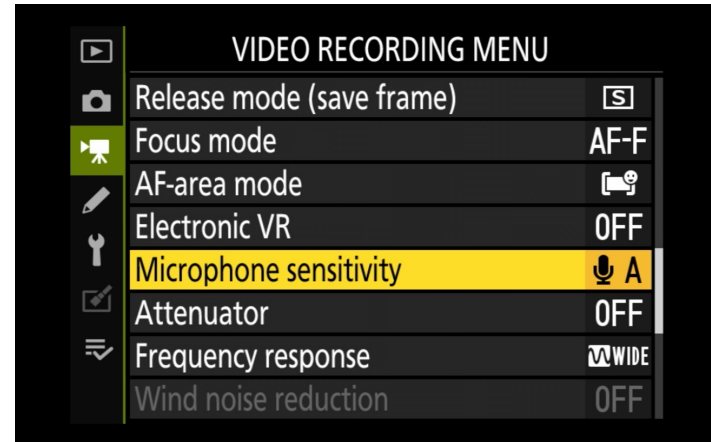 VIDEO RECORDING MENU
Release mode (save frame) S
Focus mode AF-F
AF-area mode
Electronic VR OFF
Microphone sensitivity A
Attenuator OFF
Frequency response WIDE
Wind noise reduction OFF